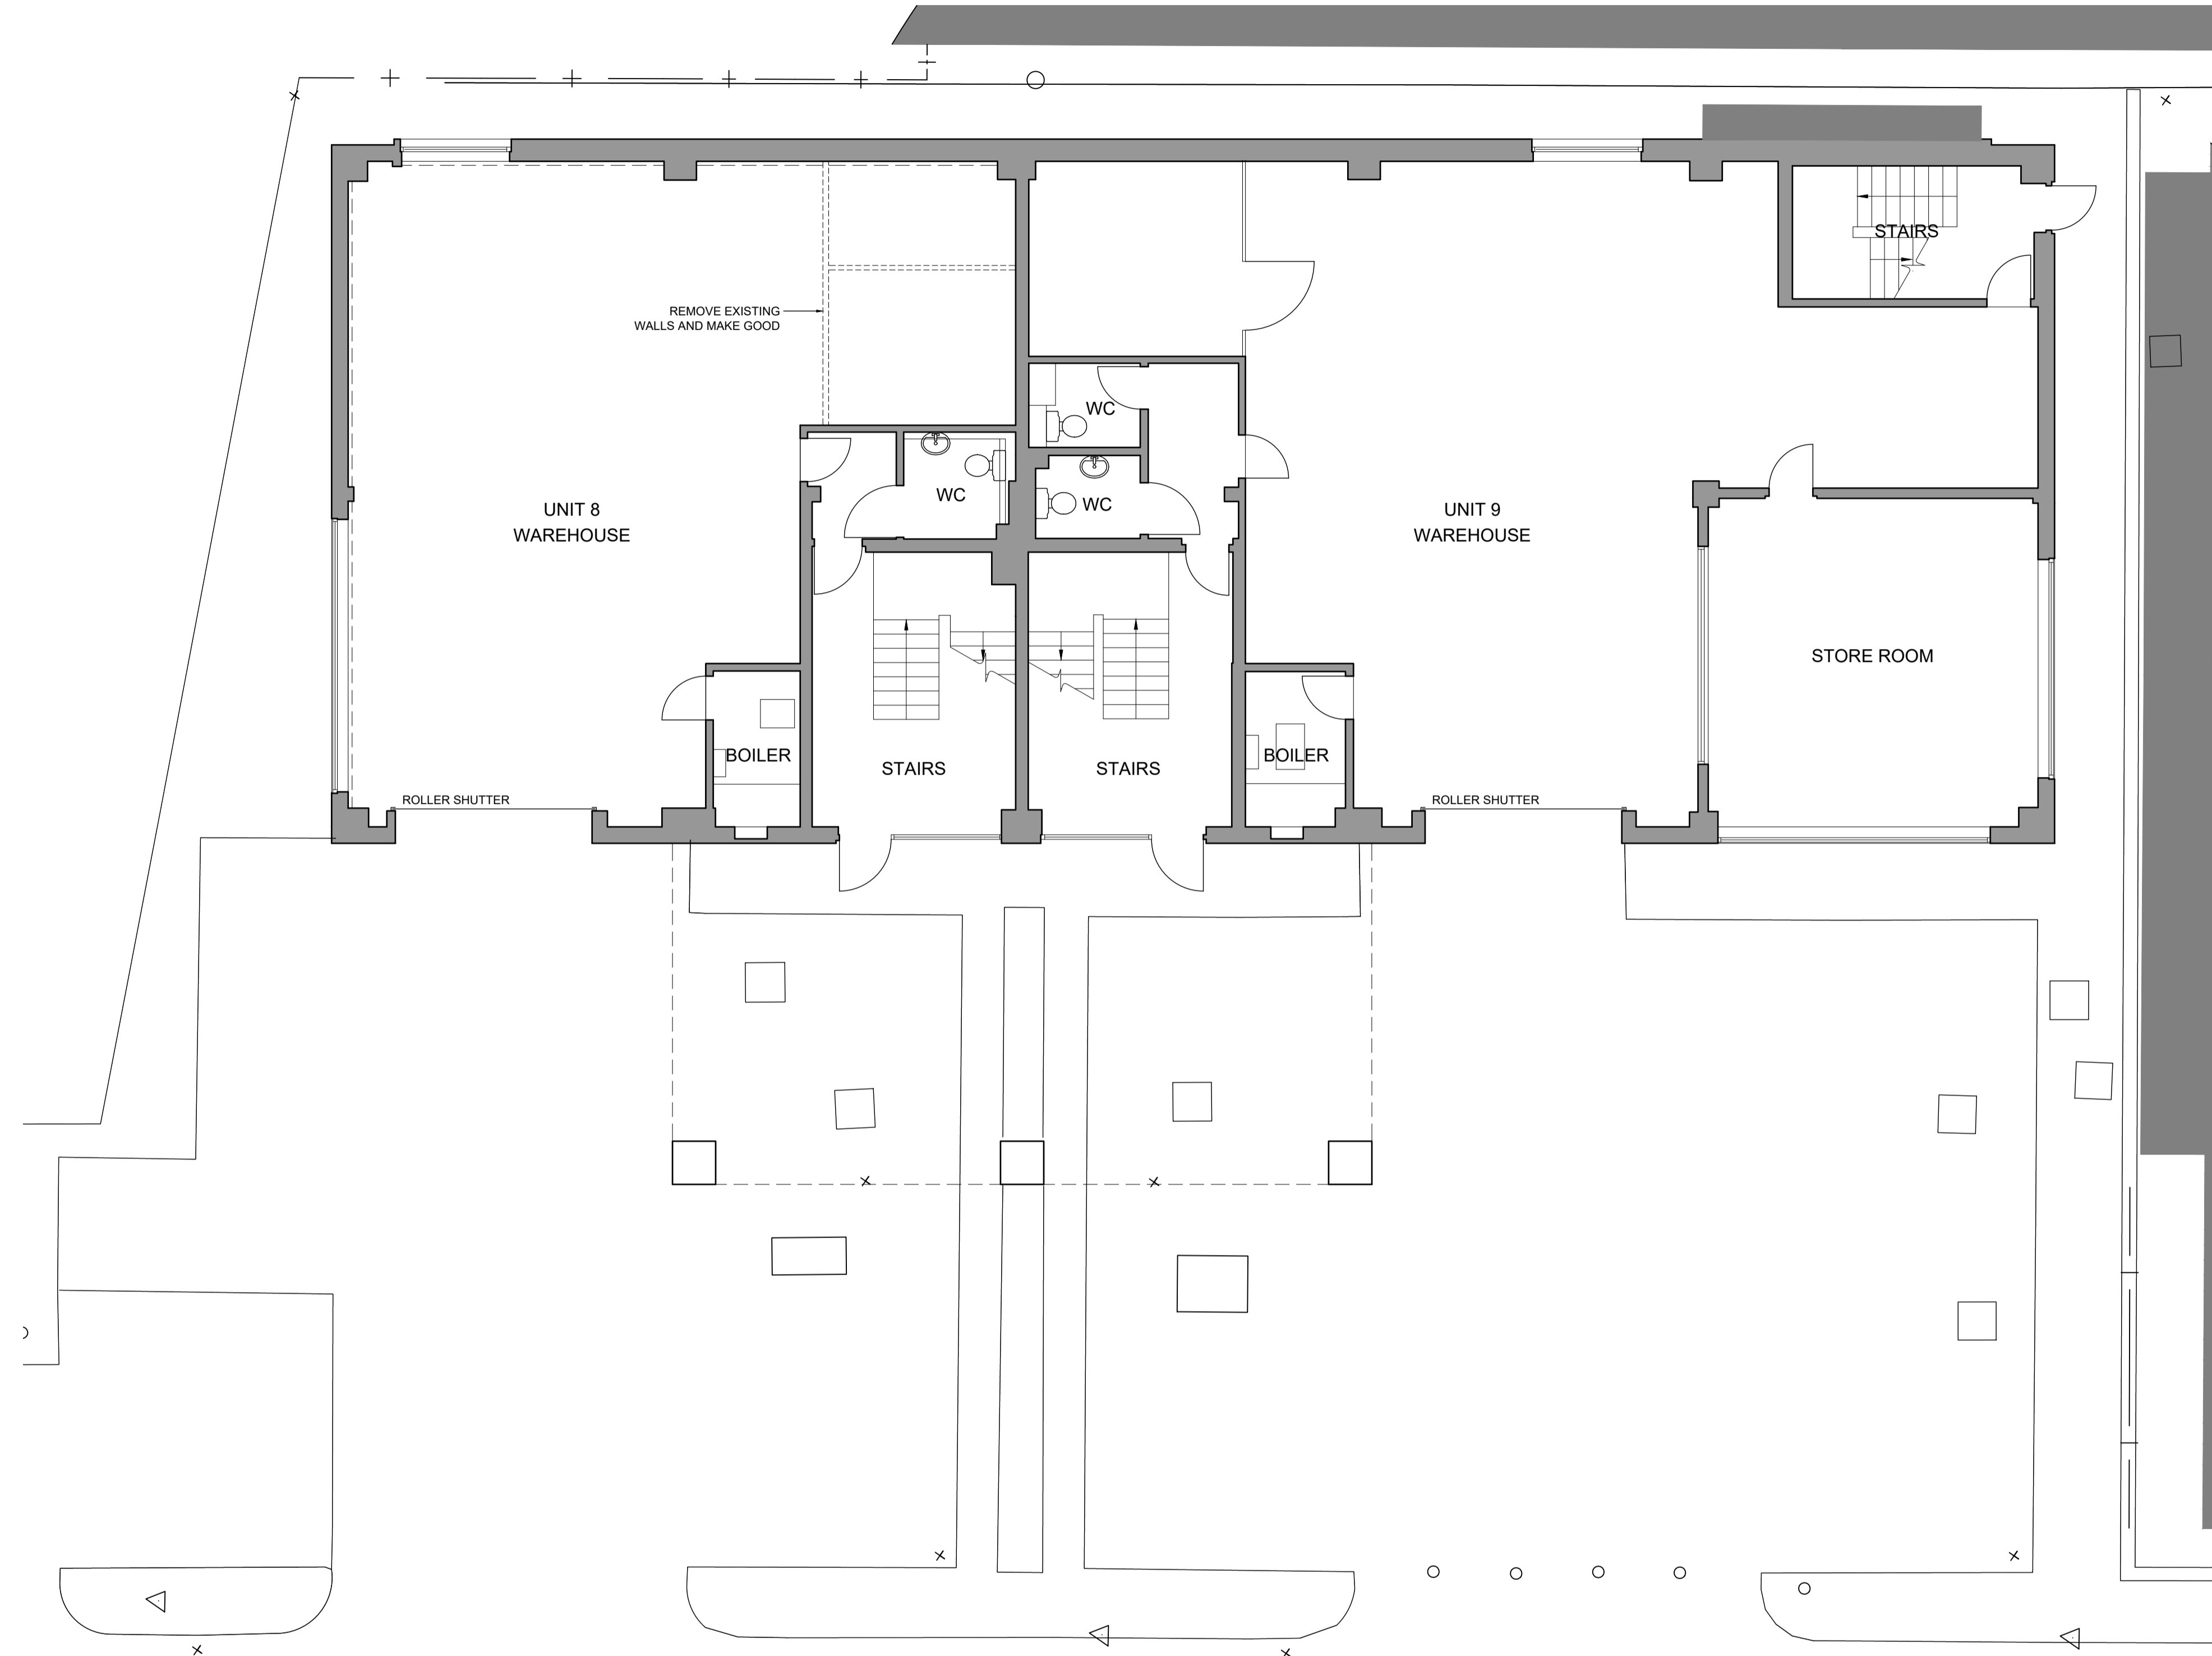 STAIRS
REMOVE EXISTING
WALLS AND MAKE GOOD
WC
WC
WC
UNIT 8
WAREHOUSE
UNIT 9
WAREHOUSE
STORE ROOM
BOILER
STAIRS
STAIRS
BOILER
ROLLER SHUTTER
ROLLER SHUTTER